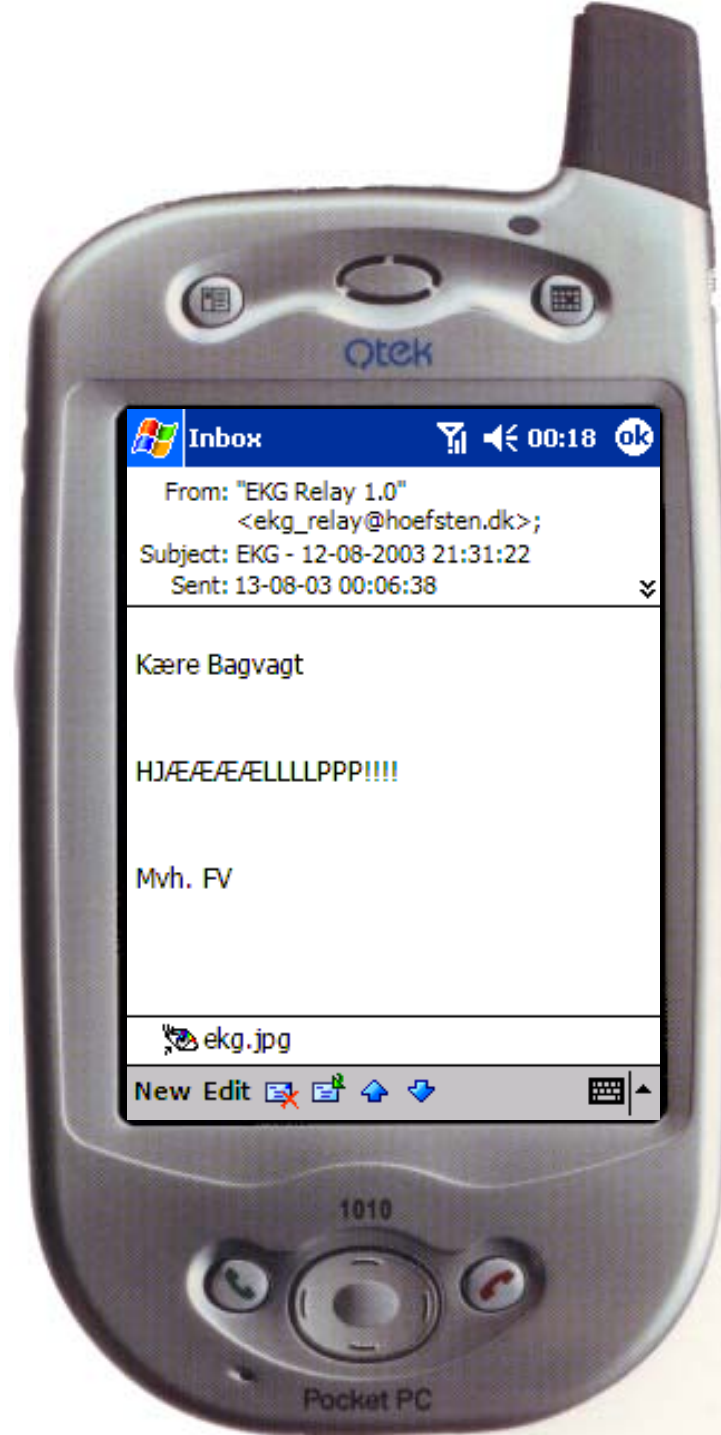 Qtek
Inbox 00:18 ok
From: "EKG Relay 1.0"
<ekg_relay@hoefsten.dk>;
Subject: EKG - 12-08-2003 21:31:22
Sent: 13-08-03 00:06:38
Kære Bagvagt
HJÆÆÆÆLLLLPPP!!!!
Mvh. FV
ekg.jpg
New Edit
1010
Pocket PC